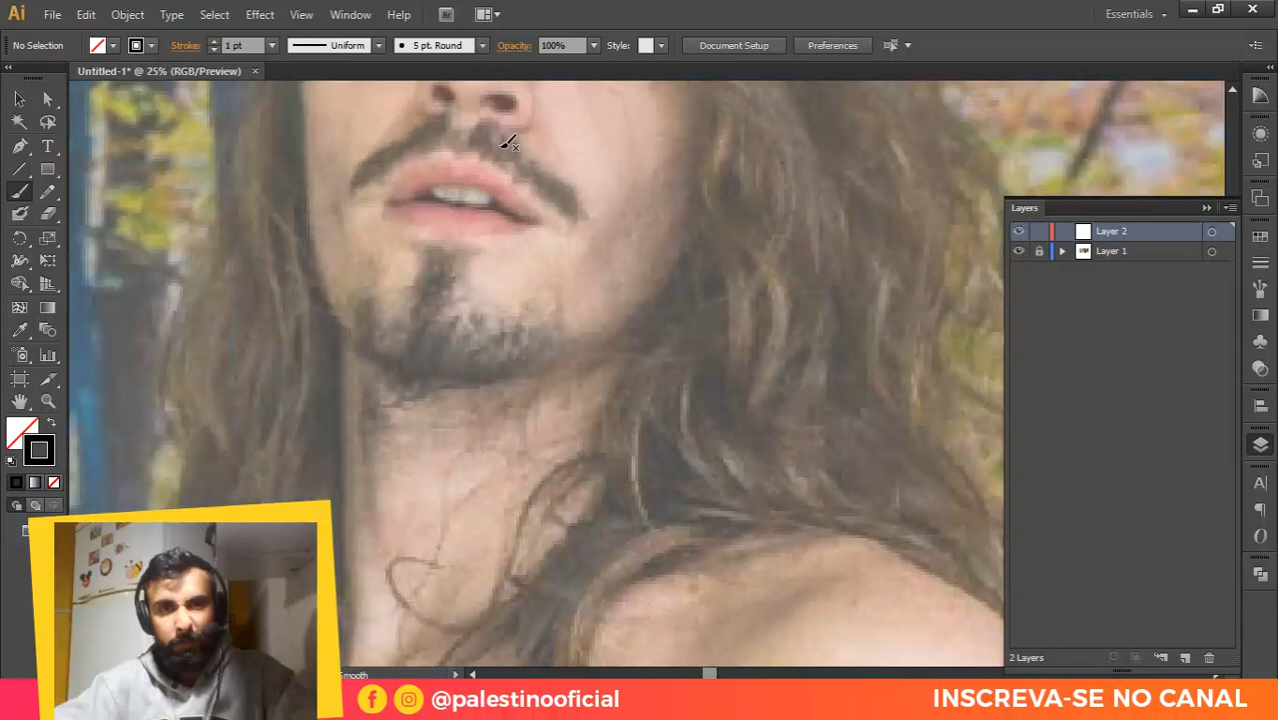 Ai File Edit Object Type Select Effect View Window Help Br Essentials
No Selection Stroke: 1 pt Uniform 5 pt. Round Opacity: 100% Style: Document Setup Preferences
Untitled-1* @ 25% (RGB/Preview)
Layers
Layer 2
Layer 1
2 Layers
Smooth
@palestinooficial
INSCREVA-SE NO CANAL